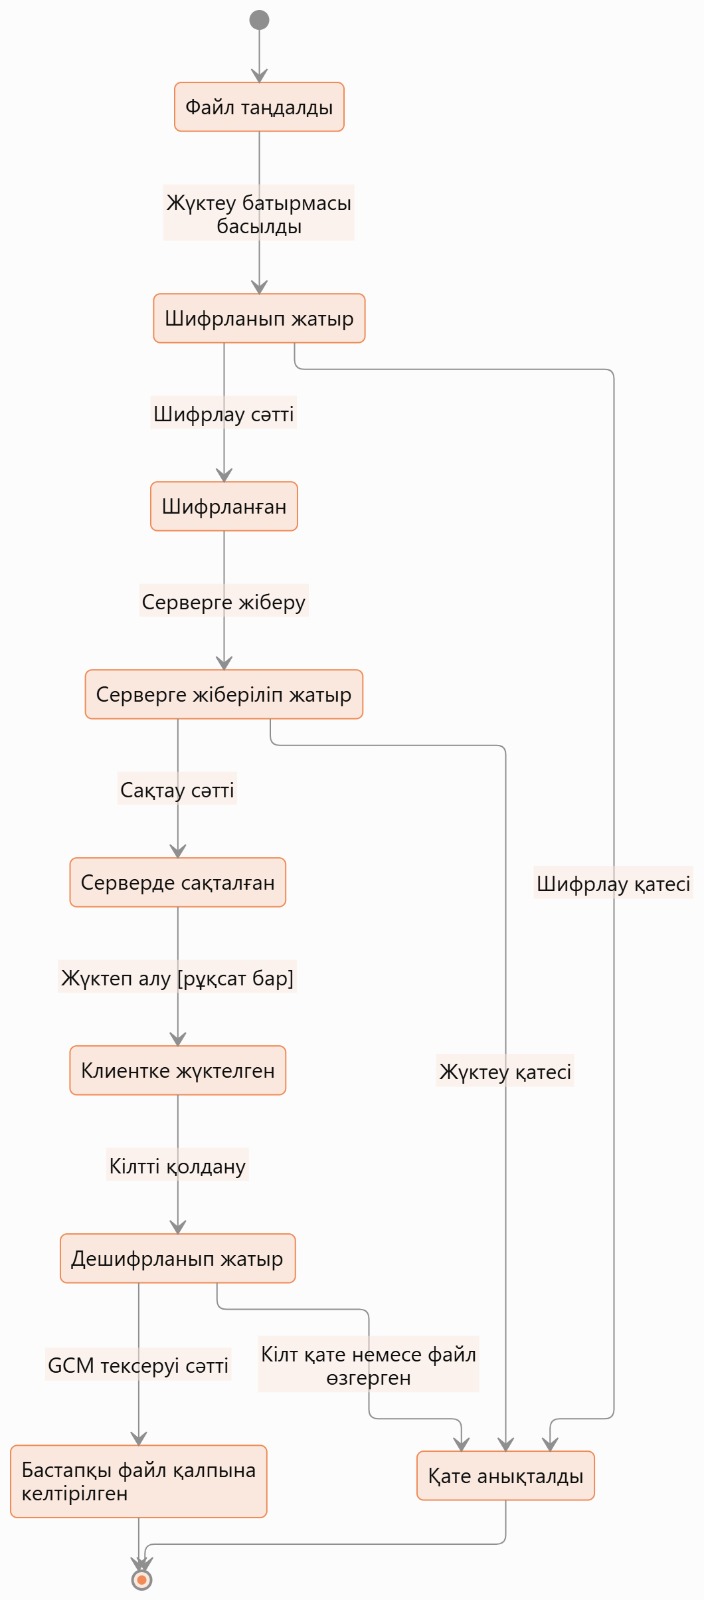 Файл таңдалды
Жүктеу батырмасы
басылды
Шифрланып жатыр
Шифрлау сәтті
Шифрланған
Серверге жіберу
Серверге жіберіліп жатыр
Сақтау сәтті
Серверде сақталған
Шифрлау қатесі
Жүктеп алу [рұқсат бар]
Клиентке жүктелген
Жүктеу қатесі
Кілтті қолдану
Дешифрланып жатыр
GCM тексеруі сәтті
Кілт қате немесе файл
өзгерген
Бастапқы файл қалпына
келтірілген
Қате анықталды